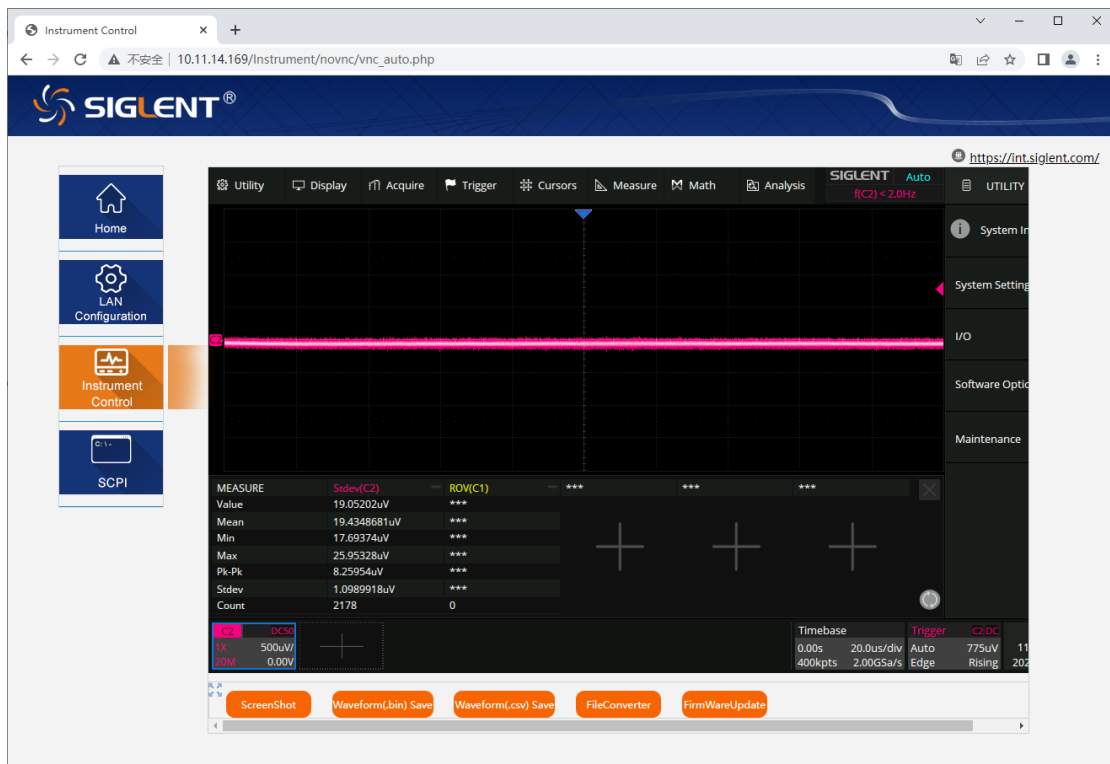 Instrument Control
不安全 | 10.11.14.169/Instrument/novnc/vnc_auto.php
SIGLENT®
https://int.siglent.com/
Home
LAN
Configuration
Instrument
Control
C:\-
SCPI
Utility Display Acquire Trigger Cursors Measure Math Analysis SIGLENT Auto
f(C2) < 2.0Hz
UTILITY
System In
System Setting
I/O
Software Optio
Maintenance
C2
MEASURE Stdev(C2) ROV(C1) *** *** ***
Value 19.05202uV ***
Mean 19.4348681uV ***
Min 17.69374uV ***
Max 25.95328uV ***
Pk-Pk 8.25954uV ***
Stdev 1.0989918uV ***
Count 2178 0
C2 DC50
1X 500uV/
20M 0.00V
Timebase Trigger C2 DC
0.00s 20.0us/div Auto 775uV 11
400kpts 2.00GSa/s Edge Rising 202
ScreenShot Waveform(.bin) Save Waveform(.csv) Save FileConverter FirmWareUpdate